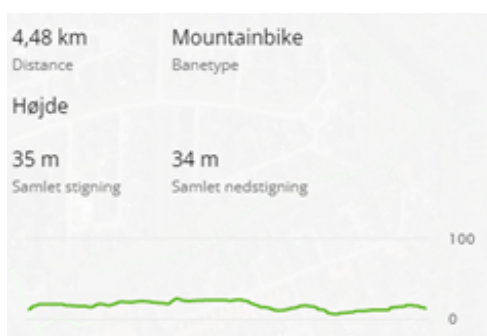 4,48 km Mountainbike
Distance Banetype
Højde
35 m 34 m
Samlet stigning Samlet nedstigning
100
0